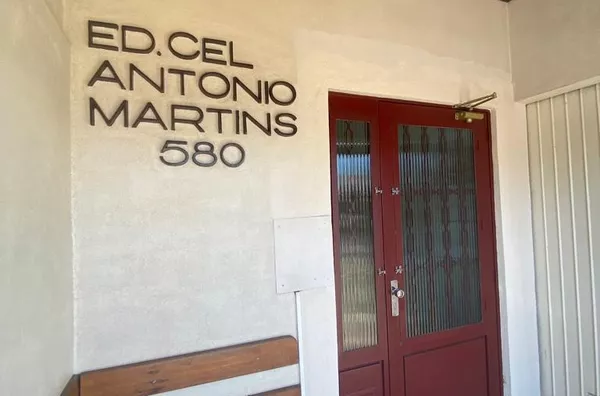 ED. CEL
ANTONIO
MARTINS
580